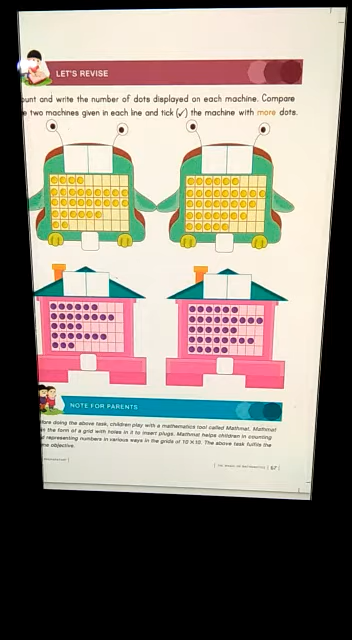 LET'S REVISE
ount and write the number of dots displayed on each machine. Compare
e two machines given in each line and tick (✓) the machine with more dots.
NOTE FOR PARENTS
fore doing the above task, children play with a mathematics tool called Mathmat. Mathmat
in the form of a grid with holes in it to insert plugs. Mathmat helps children in counting
d representing numbers in various ways in the grids of 10 X10. The above task fulfils the
me objective.
67